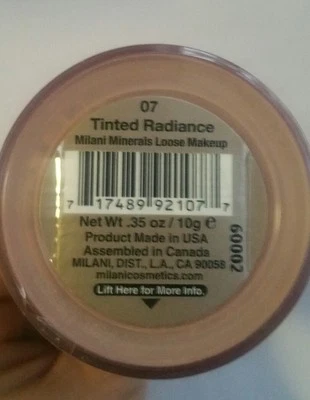 07
Tinted Radiance
Milani Minerals Loose Makeup
7 17489 92107 7
Net Wt .35 oz / 10g e
Product Made in USA
Assembled in Canada
MILANI, DIST., L.A., CA 90058
milanicosmetics.com
Lift Here for More Info.
60002